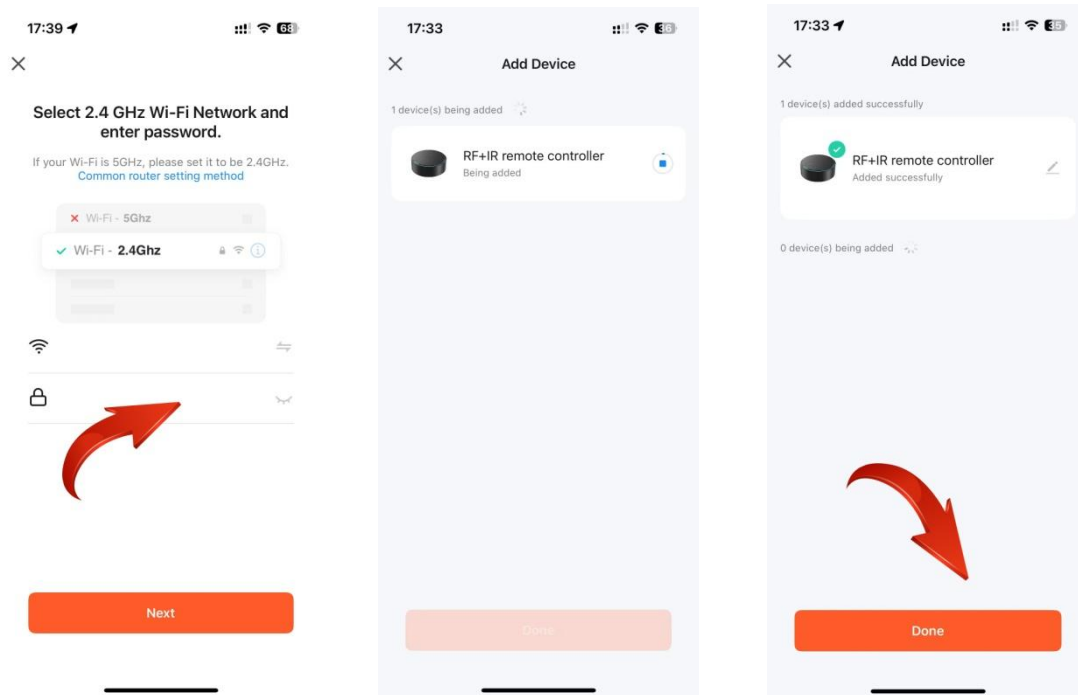 17:39
68
Select 2.4 GHz Wi-Fi Network and
enter password.
If your Wi-Fi is 5GHz, please set it to be 2.4GHz.
Common router setting method
Wi-Fi - 5Ghz
Wi-Fi - 2.4Ghz
Next
17:33
36
Add Device
1 device(s) being added
RF+IR remote controller
Being added
Done
17:33
35
Add Device
1 device(s) added successfully
RF+IR remote controller
Added successfully
0 device(s) being added
Done